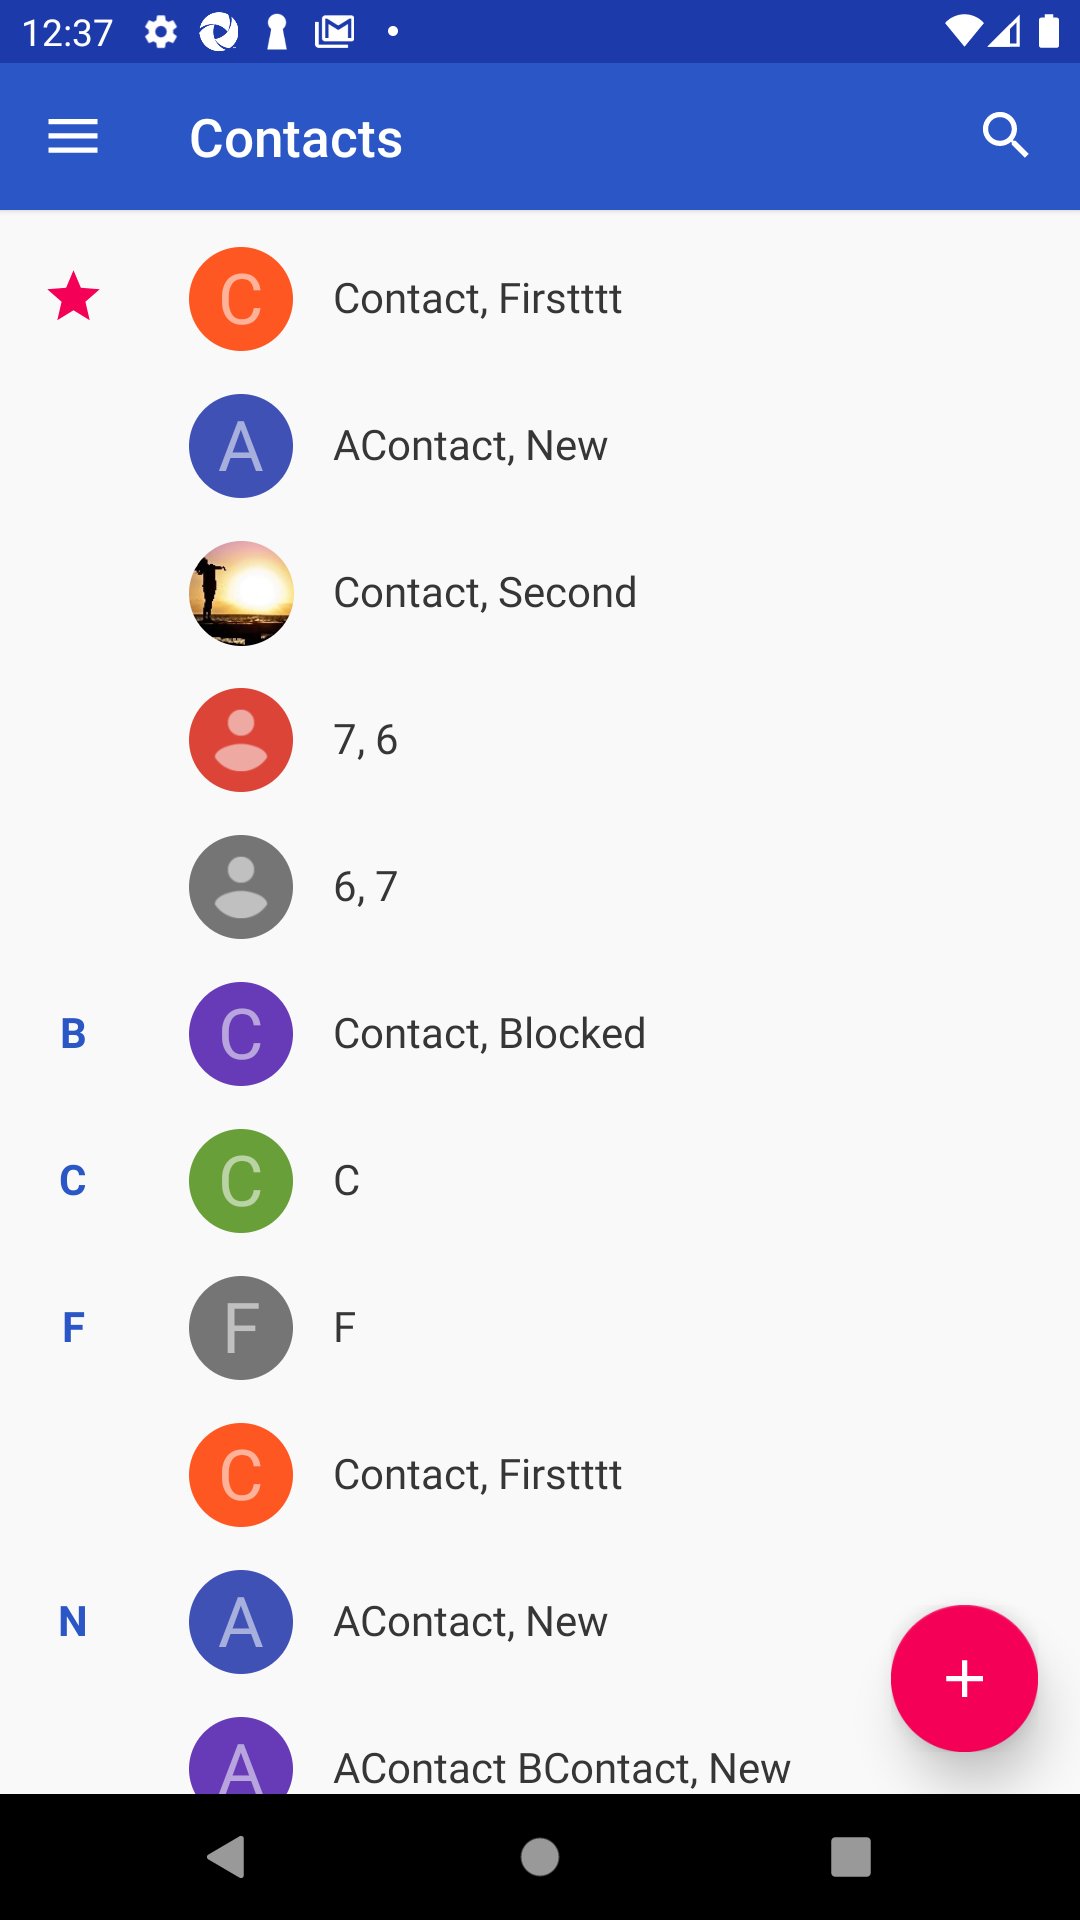 12:37
Contacts
C Contact, Firstttt
A AContact, New
Contact, Second
7, 6
6, 7
B C Contact, Blocked
C C C
F F F
C Contact, Firstttt
N A AContact, New
A AContact BContact, New